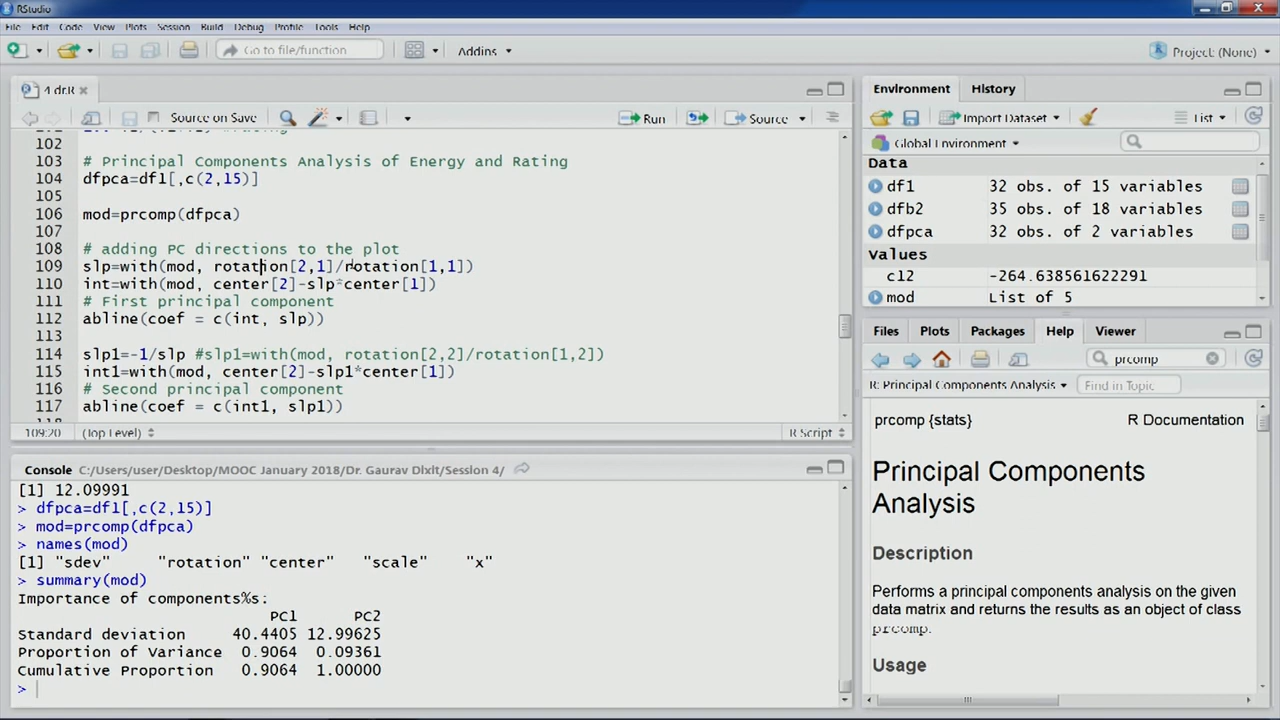 RStudio
File Edit Code View Plots Session Build Debug Profile Tools Help
Go to file/function Addins Project: (None)
4 dr.R
Source on Save Run Source
102
103 # Principal Components Analysis of Energy and Rating
104 dfpca=df1[,c(2,15)]
105
106 mod=prcomp(dfpca)
107
108 # adding PC directions to the plot
109 slp=with(mod, rotation[2,1]/rotation[1,1])
110 int=with(mod, center[2]-slp*center[1])
111 # First principal component
112 abline(coef = c(int, slp))
113
114 slp1=-1/slp #slp1=with(mod, rotation[2,2]/rotation[1,2])
115 int1=with(mod, center[2]-slp1*center[1])
116 # Second principal component
117 abline(coef = c(int1, slp1))
109:20 (Top Level) R Script
Console C:/Users/user/Desktop/MOOC January 2018/Dr. Gaurav Dixit/Session 4/
[1] 12.09991
> dfpca=df1[,c(2,15)]
> mod=prcomp(dfpca)
> names(mod)
[1] "sdev" "rotation" "center" "scale" "x"
> summary(mod)
Importance of components%s:
PC1 PC2
Standard deviation 40.4405 12.99625
Proportion of Variance 0.9064 0.09361
Cumulative Proportion 0.9064 1.00000
>
Environment History
Import Dataset List
Global Environment
Data
df1 32 obs. of 15 variables
dfb2 35 obs. of 18 variables
dfpca 32 obs. of 2 variables
Values
c12 -264.638561622291
mod List of 5
Files Plots Packages Help Viewer
prcomp
R: Principal Components Analysis Find in Topic
prcomp {stats} R Documentation
Principal Components
Analysis
Description
Performs a principal components analysis on the given
data matrix and returns the results as an object of class
prcomp.
Usage